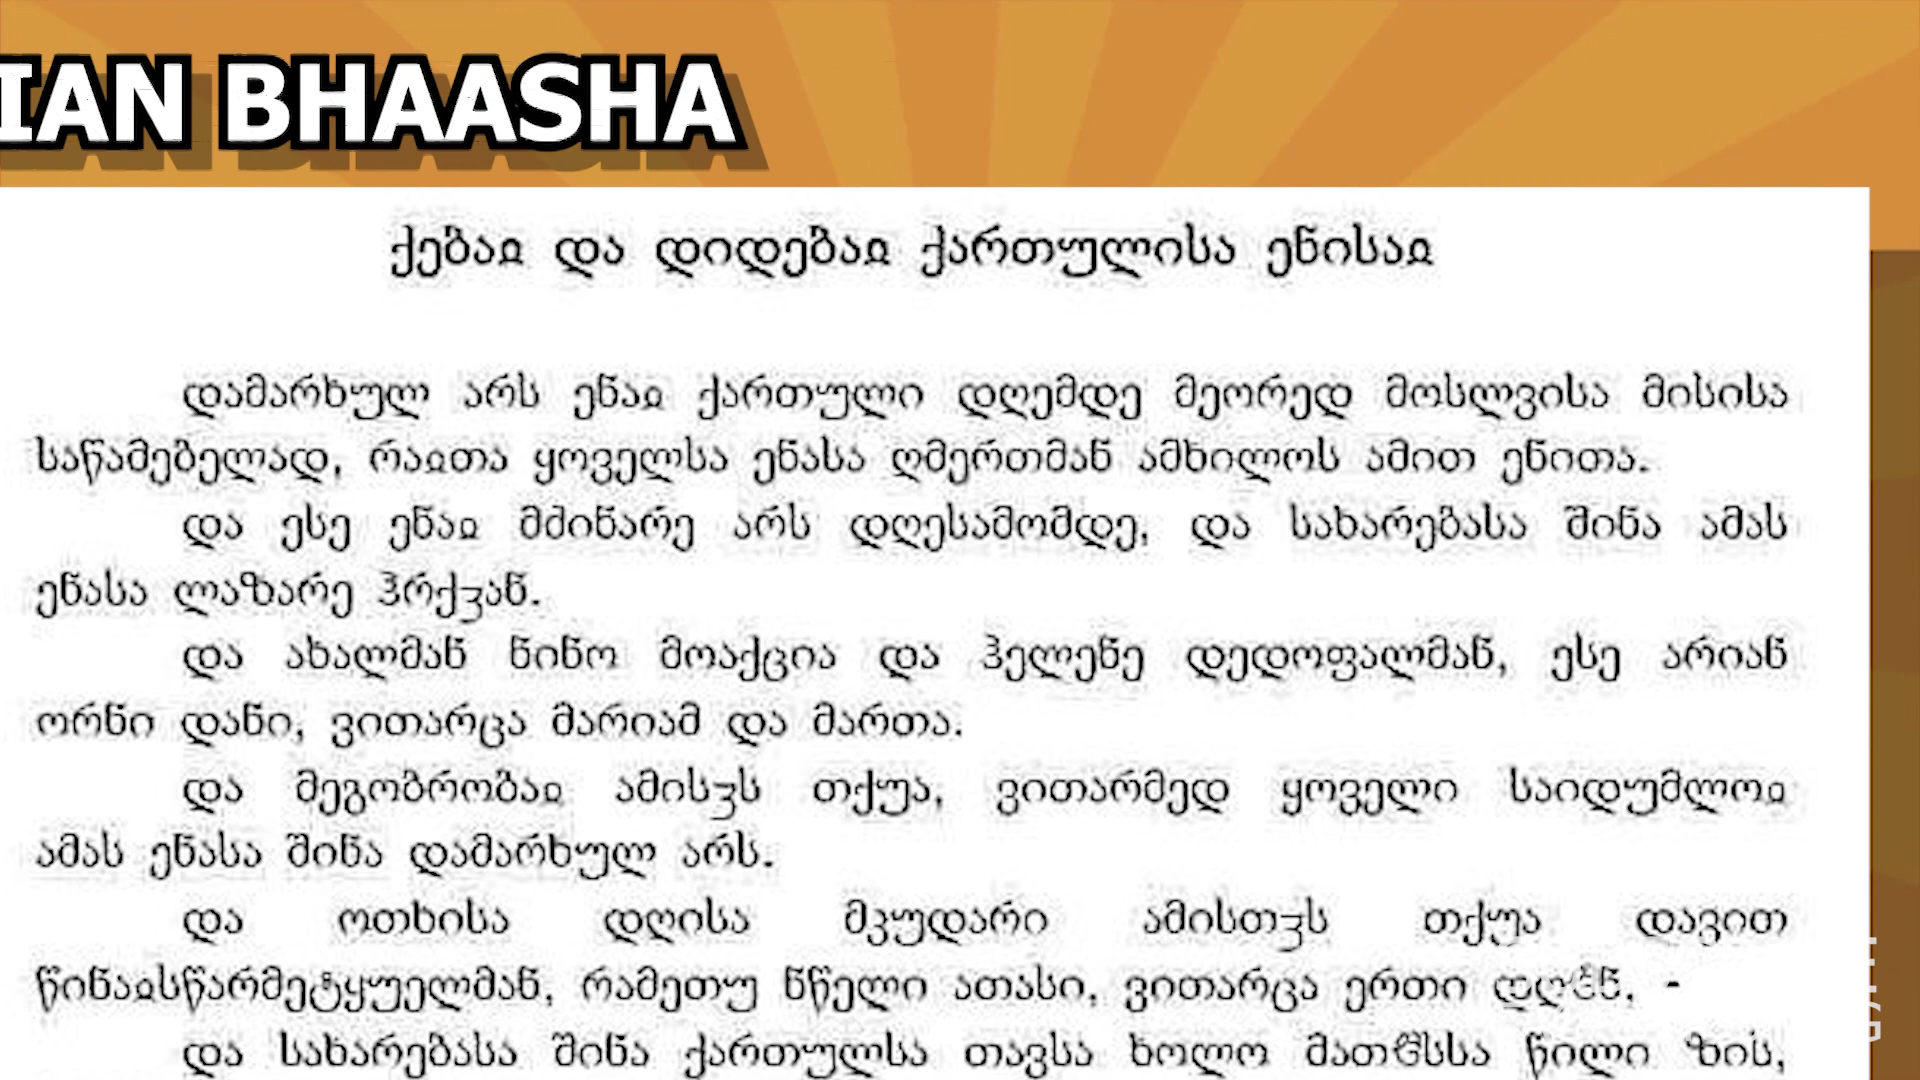 IAN BHAASHA
ქებაჲ და დიდებაჲ ქართულისა ენისაჲ
დამარხულ არს ენაჲ ქართული დღემდე მეორედ მოსლვისა მისისა
საწამებელად, რაჲთა ყოველსა ენასა ღმერთმან ამხილოს ამით ენითა.
და ესე ენაჲ მძინარე არს დღესამომდე, და სახარებასა შინა ამას
ენასა ლაზარე ჰრქჳან.
და ახალმან ნინო მოაქცია და ჰელენე დედოფალმან, ესე არიან
ორნი დანი, ვითარცა მარიამ და მართა.
და მეგობრობაჲ ამისჳს თქუა, ვითარმედ ყოველი საიდუმლოჲ
ამას ენასა შინა დამარხულ არს.
და ოთხისა დღისა მკუდარი ამისთჳს თქუა დავით
წინაჲსწარმეტყუელმან, რამეთუ წელი ათასი, ვითარცა ერთი -
და სახარებასა შინა ქართულსა თავსა ხოლო წილი ზის,